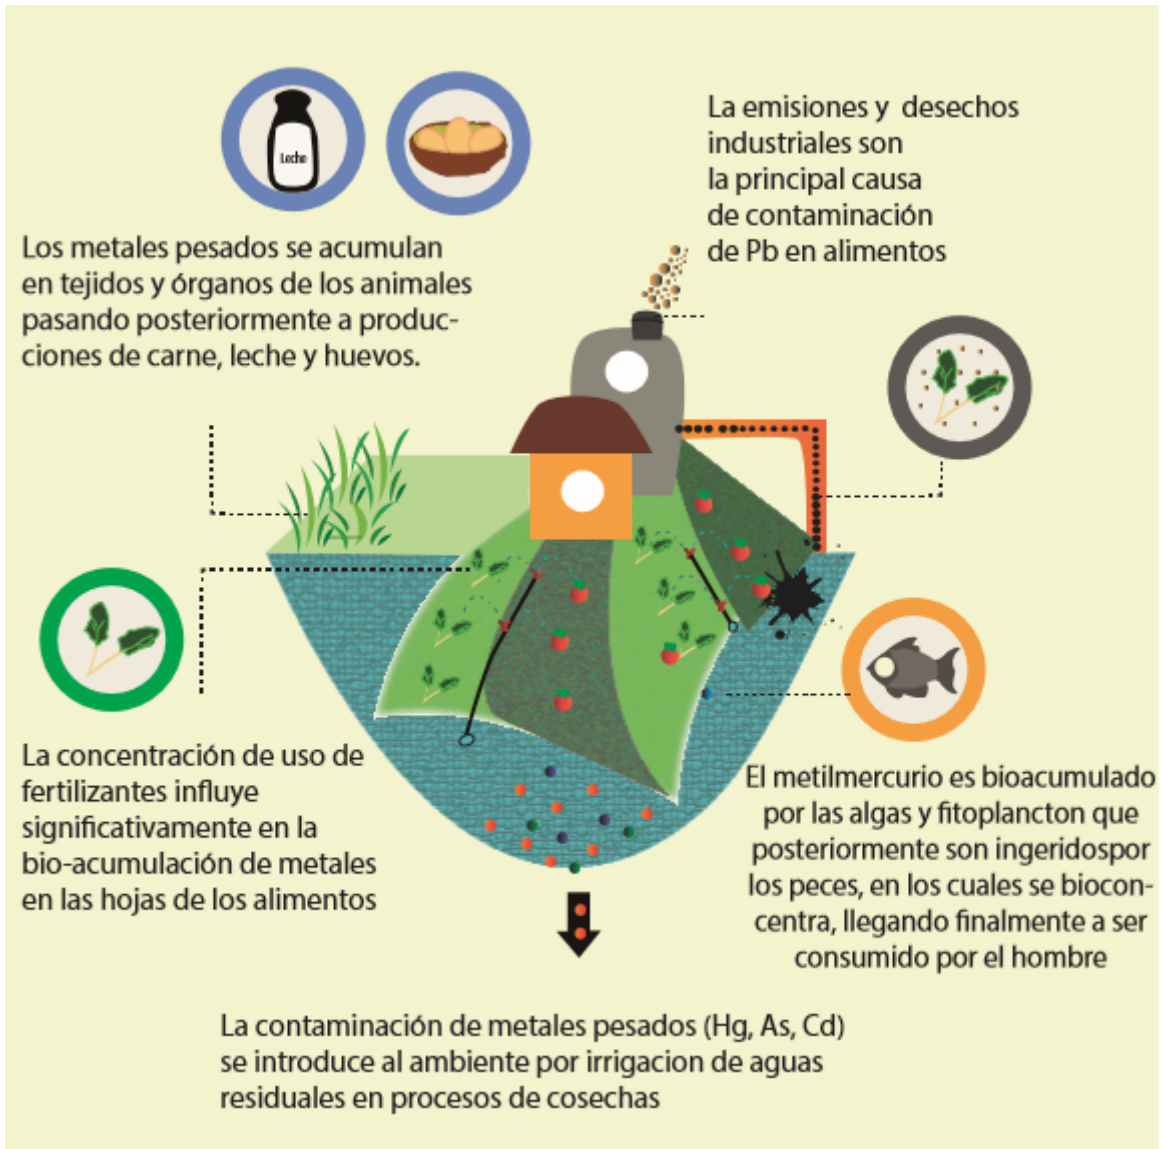 Leche
Los metales pesados se acumulan
en tejidos y órganos de los animales
pasando posteriormente a produc-
ciones de carne, leche y huevos.
La emisiones y desechos
industriales son
la principal causa
de contaminación
de Pb en alimentos
La concentración de uso de
fertilizantes influye
significativamente en la
bio-acumulación de metales
en las hojas de los alimentos
El metilmercurio es bioacumulado
por las algas y fitoplancton que
posteriormente son ingeridospor
los peces, en los cuales se biocon-
centra, llegando finalmente a ser
consumido por el hombre
La contaminación de metales pesados (Hg, As, Cd)
se introduce al ambiente por irrigacion de aguas
residuales en procesos de cosechas